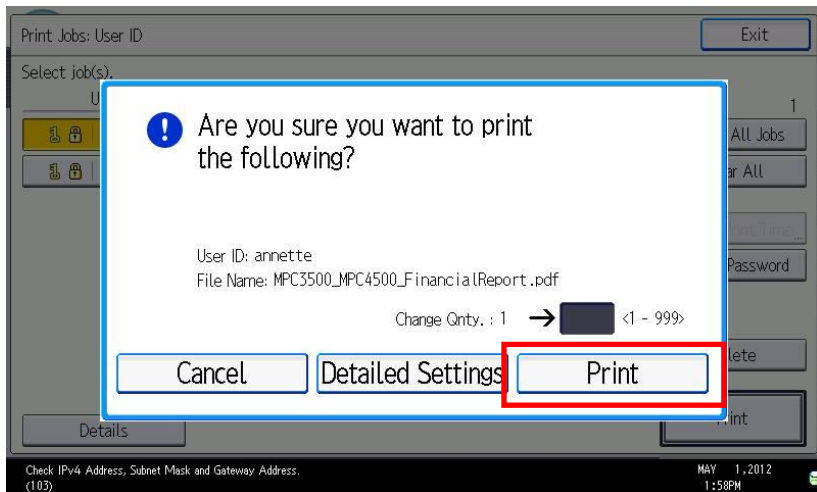 Print Jobs: User ID
Exit
Select job(s).
U
1
All Jobs
ar All
Are you sure you want to print
the following?
Password
User ID: annette
File Name: MPC3500_MPC4500_FinancialReport.pdf
Change Qnty. : 1 → <1 - 999>
lete
Cancel
Detailed Settings
Print
Details
int
Check IPv4 Address, Subnet Mask and Gateway Address.
(103)
MAY 1,2012
1:58PM